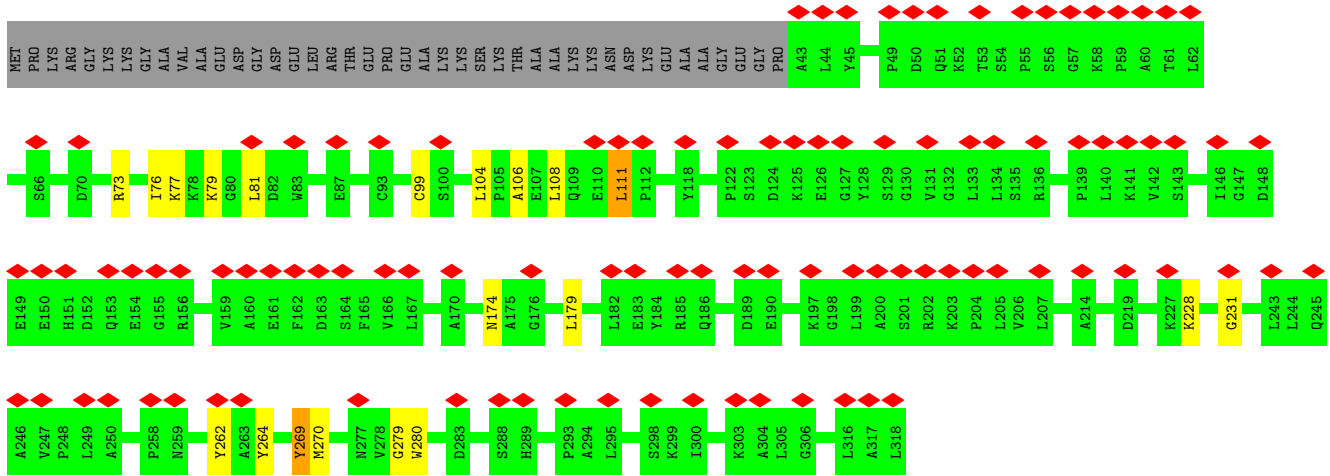 MET PRO LYS ARG GLY LYS LYS GLY ALA VAL ALA GLU ASP GLY ASP GLU LEU ARG THR GLU PRO GLU ALA LYS LYS SER LYS THR ALA ALA LYS LYS ASN ASP LYS GLU ALA ALA GLY GLU GLY PRO A43 L44 Y45 P49 D50 Q51 K52 T53 S54 P55 S56 G57 K58 P59 A60 T61 L62
S66 D70 R73 I76 K77 K78 K79 G80 L81 D82 W83 E87 C93 C99 S100 L104 P105 A106 E107 L108 Q109 E110 L111 P112 Y118 P122 S123 D124 K125 E126 G127 Y128 S129 G130 V131 G132 L133 L134 S135 R136 P139 L140 K141 V142 S143 I146 G147 D148
E149 E150 H151 D152 Q153 E154 G155 R156 V159 A160 E161 F162 D163 S164 F165 V166 L167 A170 N174 A175 G176 L179 L182 E183 Y184 R185 Q186 D189 E190 K197 G198 L199 A200 S201 R202 K203 P204 L205 V206 L207 A214 D219 K227 K228 G231 L243 L244 Q245
A246 V247 P248 L249 A250 P258 N259 Y262 A263 Y264 Y269 M270 N277 V278 G279 W280 D283 S288 H289 P293 A294 L295 S298 K299 I300 K303 A304 L305 G306 L316 A317 L318